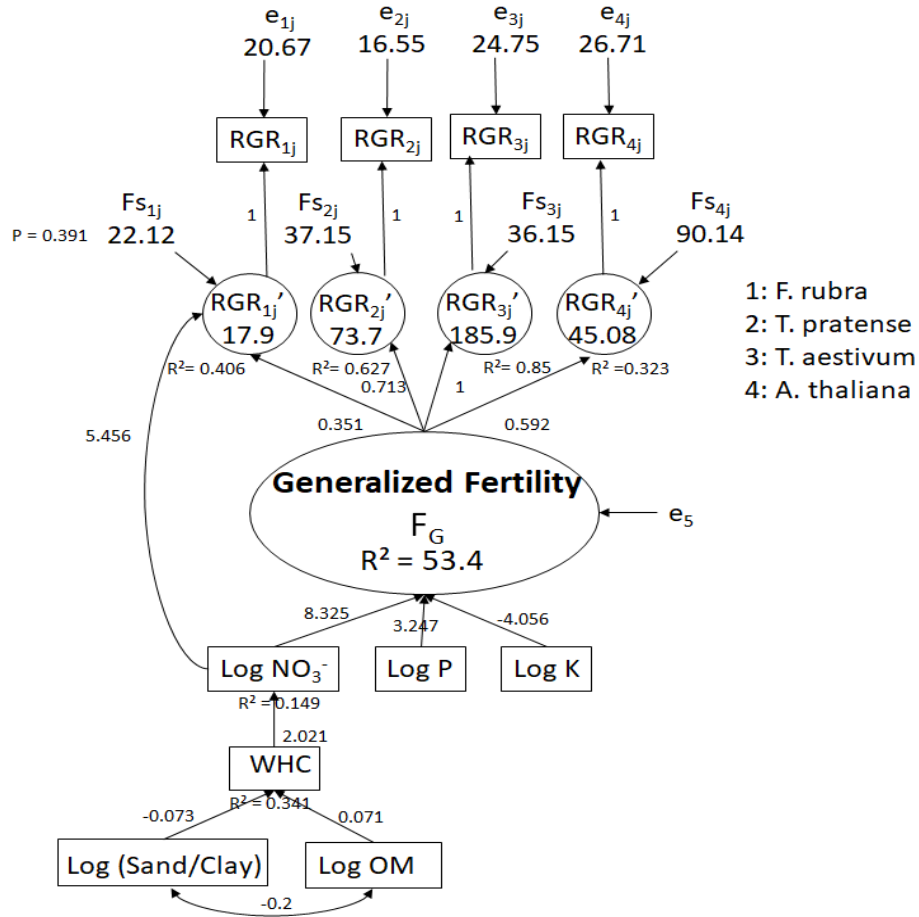 e1j e2j e3j e4j
20.67 16.55 24.75 26.71
RGR1j RGR2j RGR3j RGR4j
1 1 1 1
Fs1j Fs2j Fs3j Fs4j
P = 0.391 22.12 37.15 36.15 90.14
RGR1j’ RGR2j’ RGR3j’ RGR4j’
17.9 73.7 185.9 45.08
1: F. rubra
2: T. pratense
3: T. aestivum
4: A. thaliana
R²= 0.406 R²= 0.627 R²= 0.85 R² =0.323
0.713 1
5.456 0.351 0.592
Generalized Fertility
FG
R² = 53.4
e5
8.325 3.247 -4.056
Log NO3- Log P Log K
R² = 0.149
2.021
WHC
R² = 0.341
-0.073 0.071
Log (Sand/Clay) Log OM
-0.2